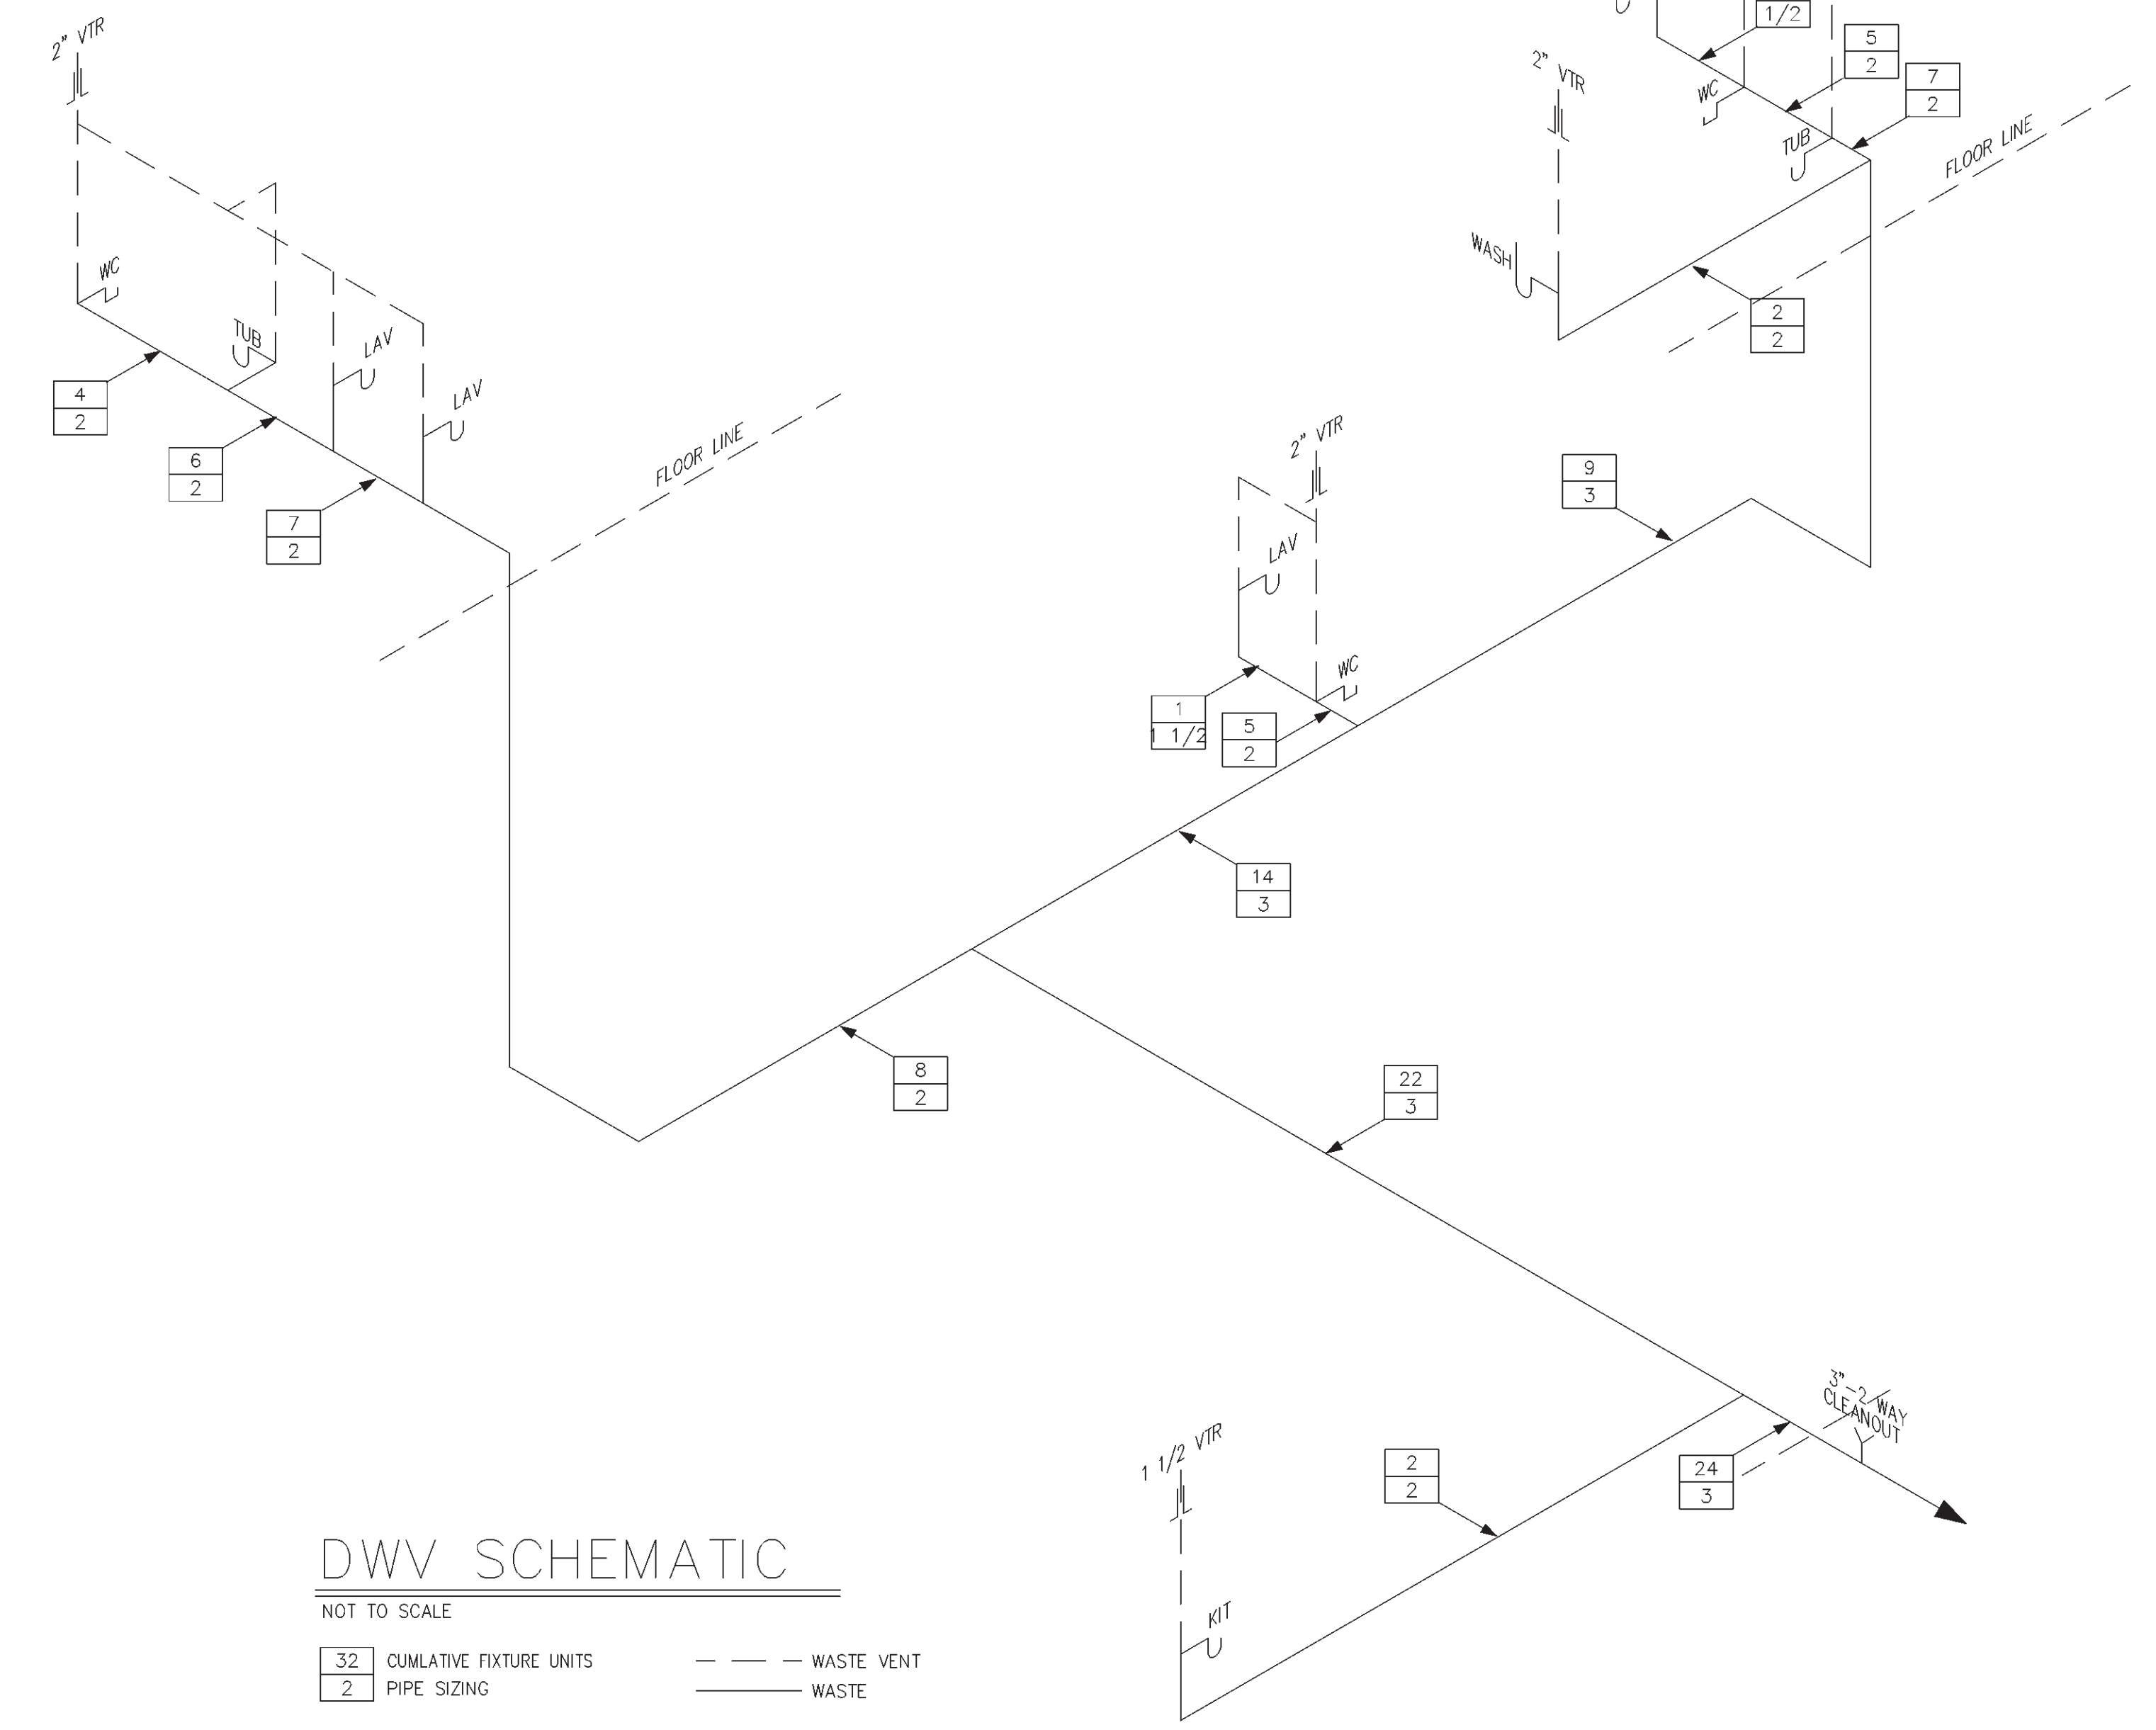 1/2
5
2
7
2
2" VTR
2" VTR
WC
TUB
FLOOR LINE
WASH
WC
TUB
LAV
LAV
2
2
4
2
6
2
7
2
FLOOR LINE
2" VTR
9
3
LAV
WC
1
1 1/2
5
2
14
3
8
2
22
3
3"-2 WAY
CLEANOUT
1 1/2 VTR
2
2
24
3
KIT
DWV SCHEMATIC
NOT TO SCALE
32 CUMLATIVE FIXTURE UNITS
2 PIPE SIZING
WASTE VENT
WASTE